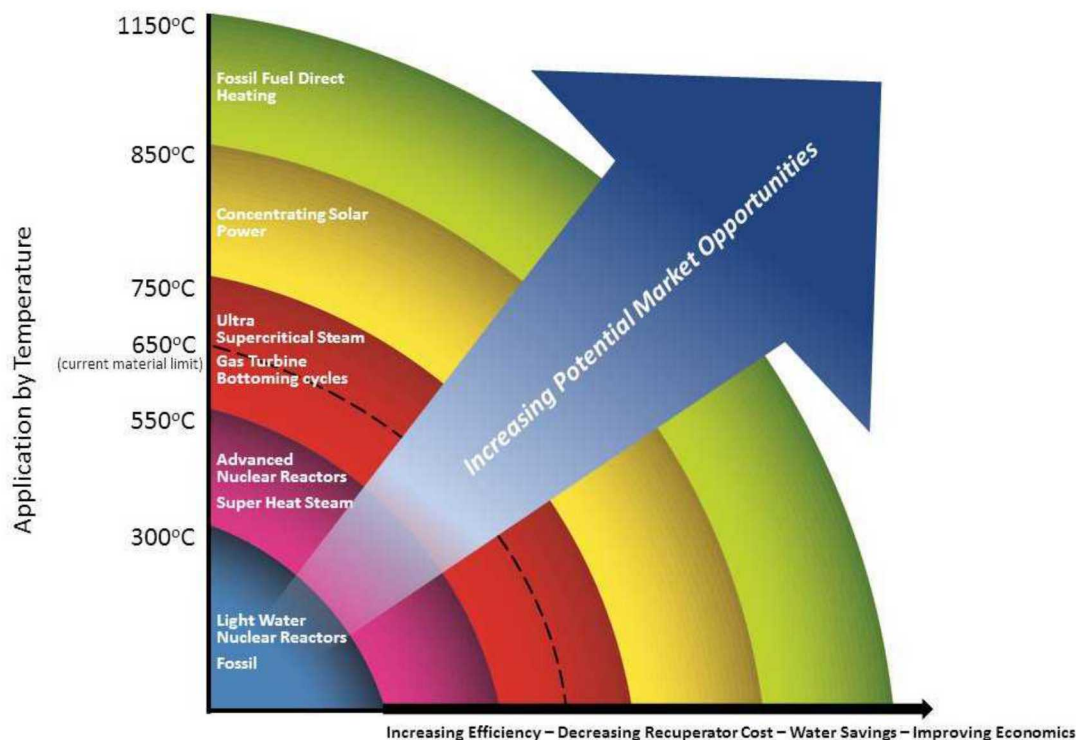 1150°C
Fossil Fuel Direct
Heating
850°C
Concentrating Solar
Power
750°C
Ultra
Supercritical Steam
650°C
(current material limit)
Gas Turbine
Bottoming cycles
550°C
Advanced
Nuclear Reactors
Super Heat Steam
300°C
Light Water
Nuclear Reactors
Fossil
Application by Temperature
Increasing Potential Market Opportunities
Increasing Efficiency – Decreasing Recuperator Cost – Water Savings – Improving Economics